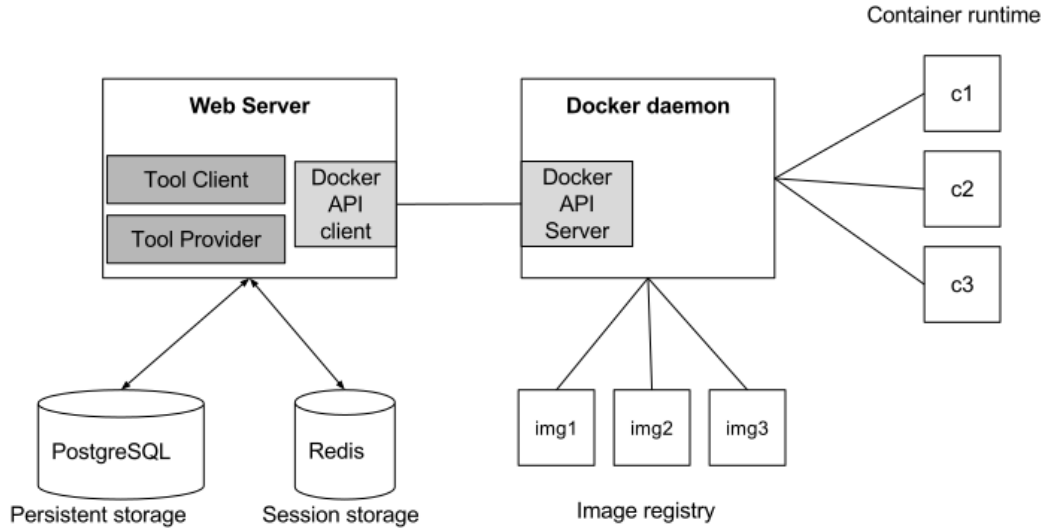 Container runtime
Web Server
Tool Client
Tool Provider
Docker
API
client
Docker daemon
Docker
API
Server
c1
c2
c3
PostgreSQL
Persistent storage
Redis
Session storage
img1
img2
img3
Image registry